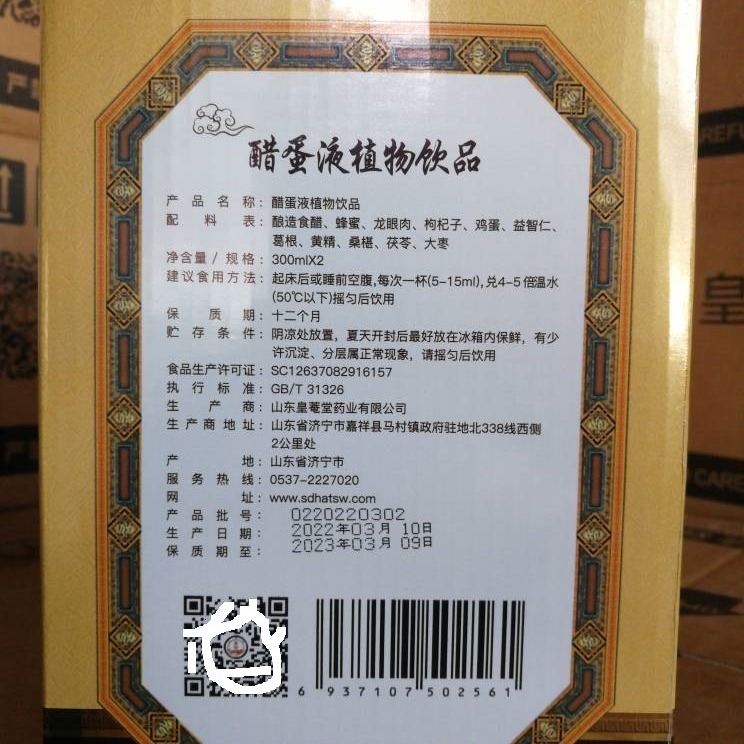 醋蛋液植物饮品
产品名称：醋蛋液植物饮品
配料表：酿造食醋、蜂蜜、龙眼肉、枸杞子、鸡蛋、益智仁、
葛根、黄精、桑椹、茯苓、大枣
净含量/规格：300mlX2
建议食用方法：起床后或睡前空腹,每次一杯(5-15ml),兑4-5倍温水
(50℃以下)摇匀后饮用
保质期：十二个月
贮存条件：阴凉处放置，夏天开封后最好放在冰箱内保鲜，有少
许沉淀、分层属正常现象，请摇匀后饮用
食品生产许可证：SC12637082916157
执行标准：GB/T 31326
生产商：山东皇菴堂药业有限公司
生产商地址：山东省济宁市嘉祥县马村镇政府驻地北338线西侧
2公里处
产地：山东省济宁市
服务热线：0537-2227020
网址：www.sdhatsw.com
产品批号：0220220302
生产日期：2022年03月10日
保质期至：2023年03月09日
6 937107 502561
皇
CARE